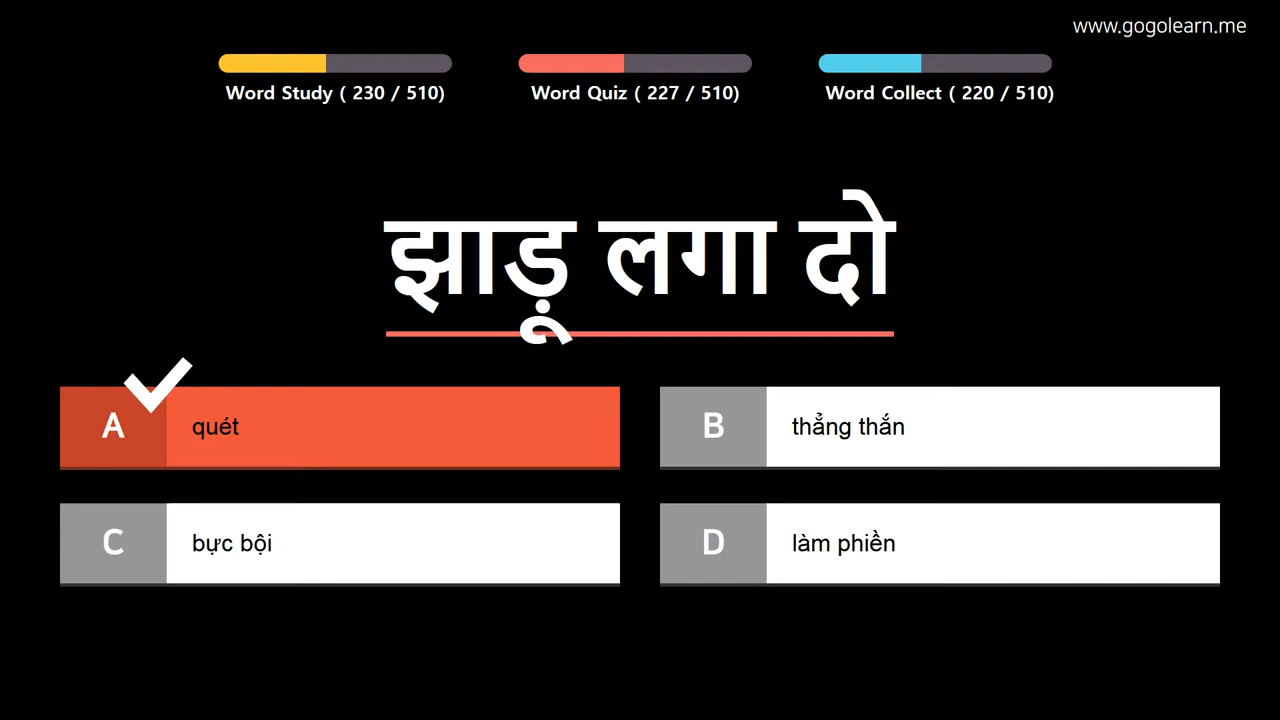 www.gogolearn.me
Word Study ( 230 / 510)
Word Quiz ( 227 / 510)
Word Collect ( 220 / 510)
झाड़ू लगा दो
A
quét
B
thẳng thắn
C
bực bội
D
làm phiền